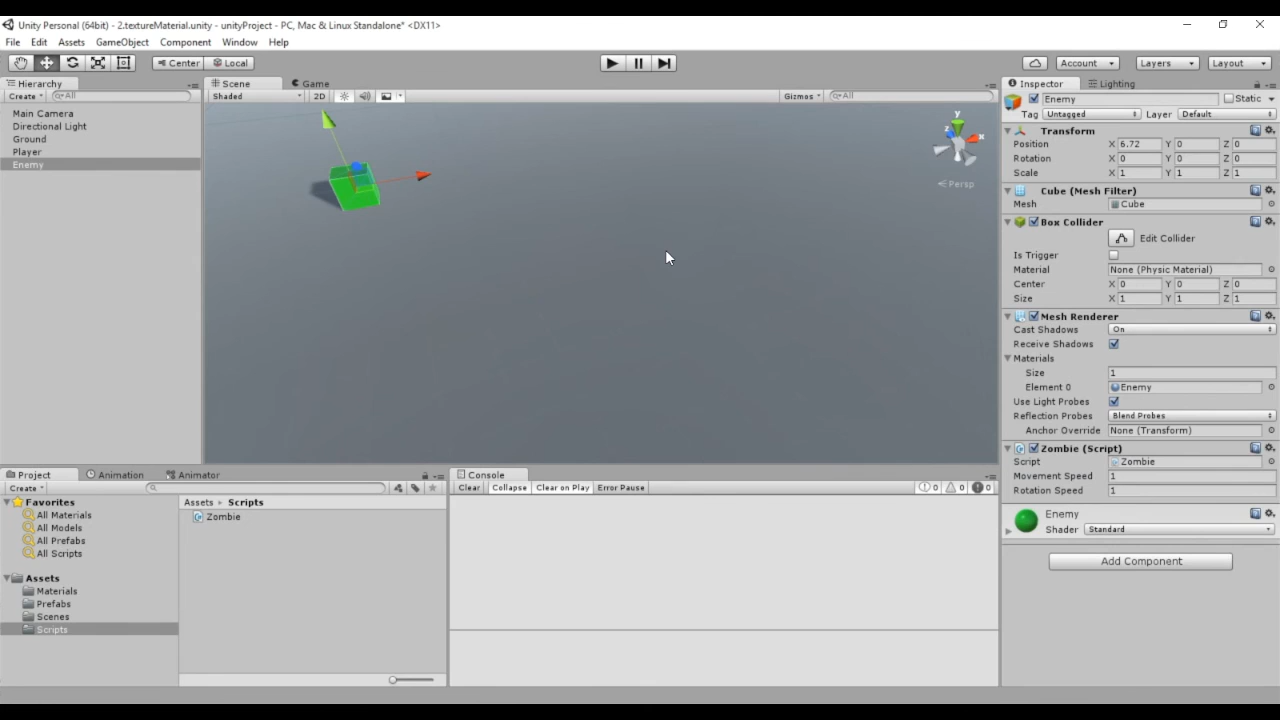 Unity Personal (64bit) - 2.textureMaterial.unity - unityProject - PC, Mac & Linux Standalone* <DX11>
File Edit Assets GameObject Component Window Help
Center Local Account Layers Layout
Hierarchy
Create All
Main Camera
Directional Light
Ground
Player
Enemy
Scene Game
Shaded 2D Gizmos All
y
x
z
Persp
Inspector Lighting
Enemy Static
Tag Untagged Layer Default
Transform
Position X 6.72 Y 0 Z 0
Rotation X 0 Y 0 Z 0
Scale X 1 Y 1 Z 1
Cube (Mesh Filter)
Mesh Cube
Box Collider
Edit Collider
Is Trigger
Material None (Physic Material)
Center X 0 Y 0 Z 0
Size X 1 Y 1 Z 1
Mesh Renderer
Cast Shadows On
Receive Shadows
Materials
Size 1
Element 0 Enemy
Use Light Probes
Reflection Probes Blend Probes
Anchor Override None (Transform)
Zombie (Script)
Script Zombie
Movement Speed 1
Rotation Speed 1
Enemy
Shader Standard
Add Component
Project Animation Animator
Create
Favorites
All Materials
All Models
All Prefabs
All Scripts
Assets
Materials
Prefabs
Scenes
Scripts
Assets Scripts
Zombie
Console
Clear Collapse Clear on Play Error Pause 0 0 0